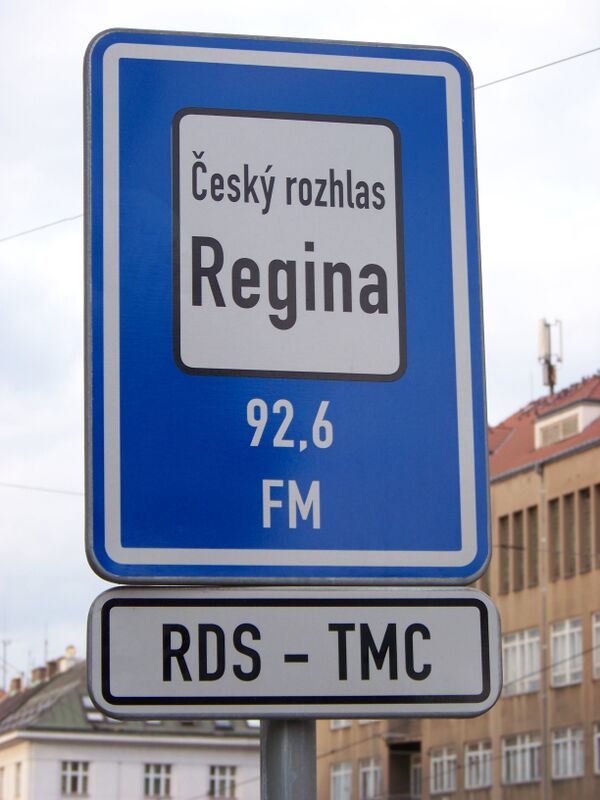 Český rozhlas
Regina
92,6
FM
RDS – TMC